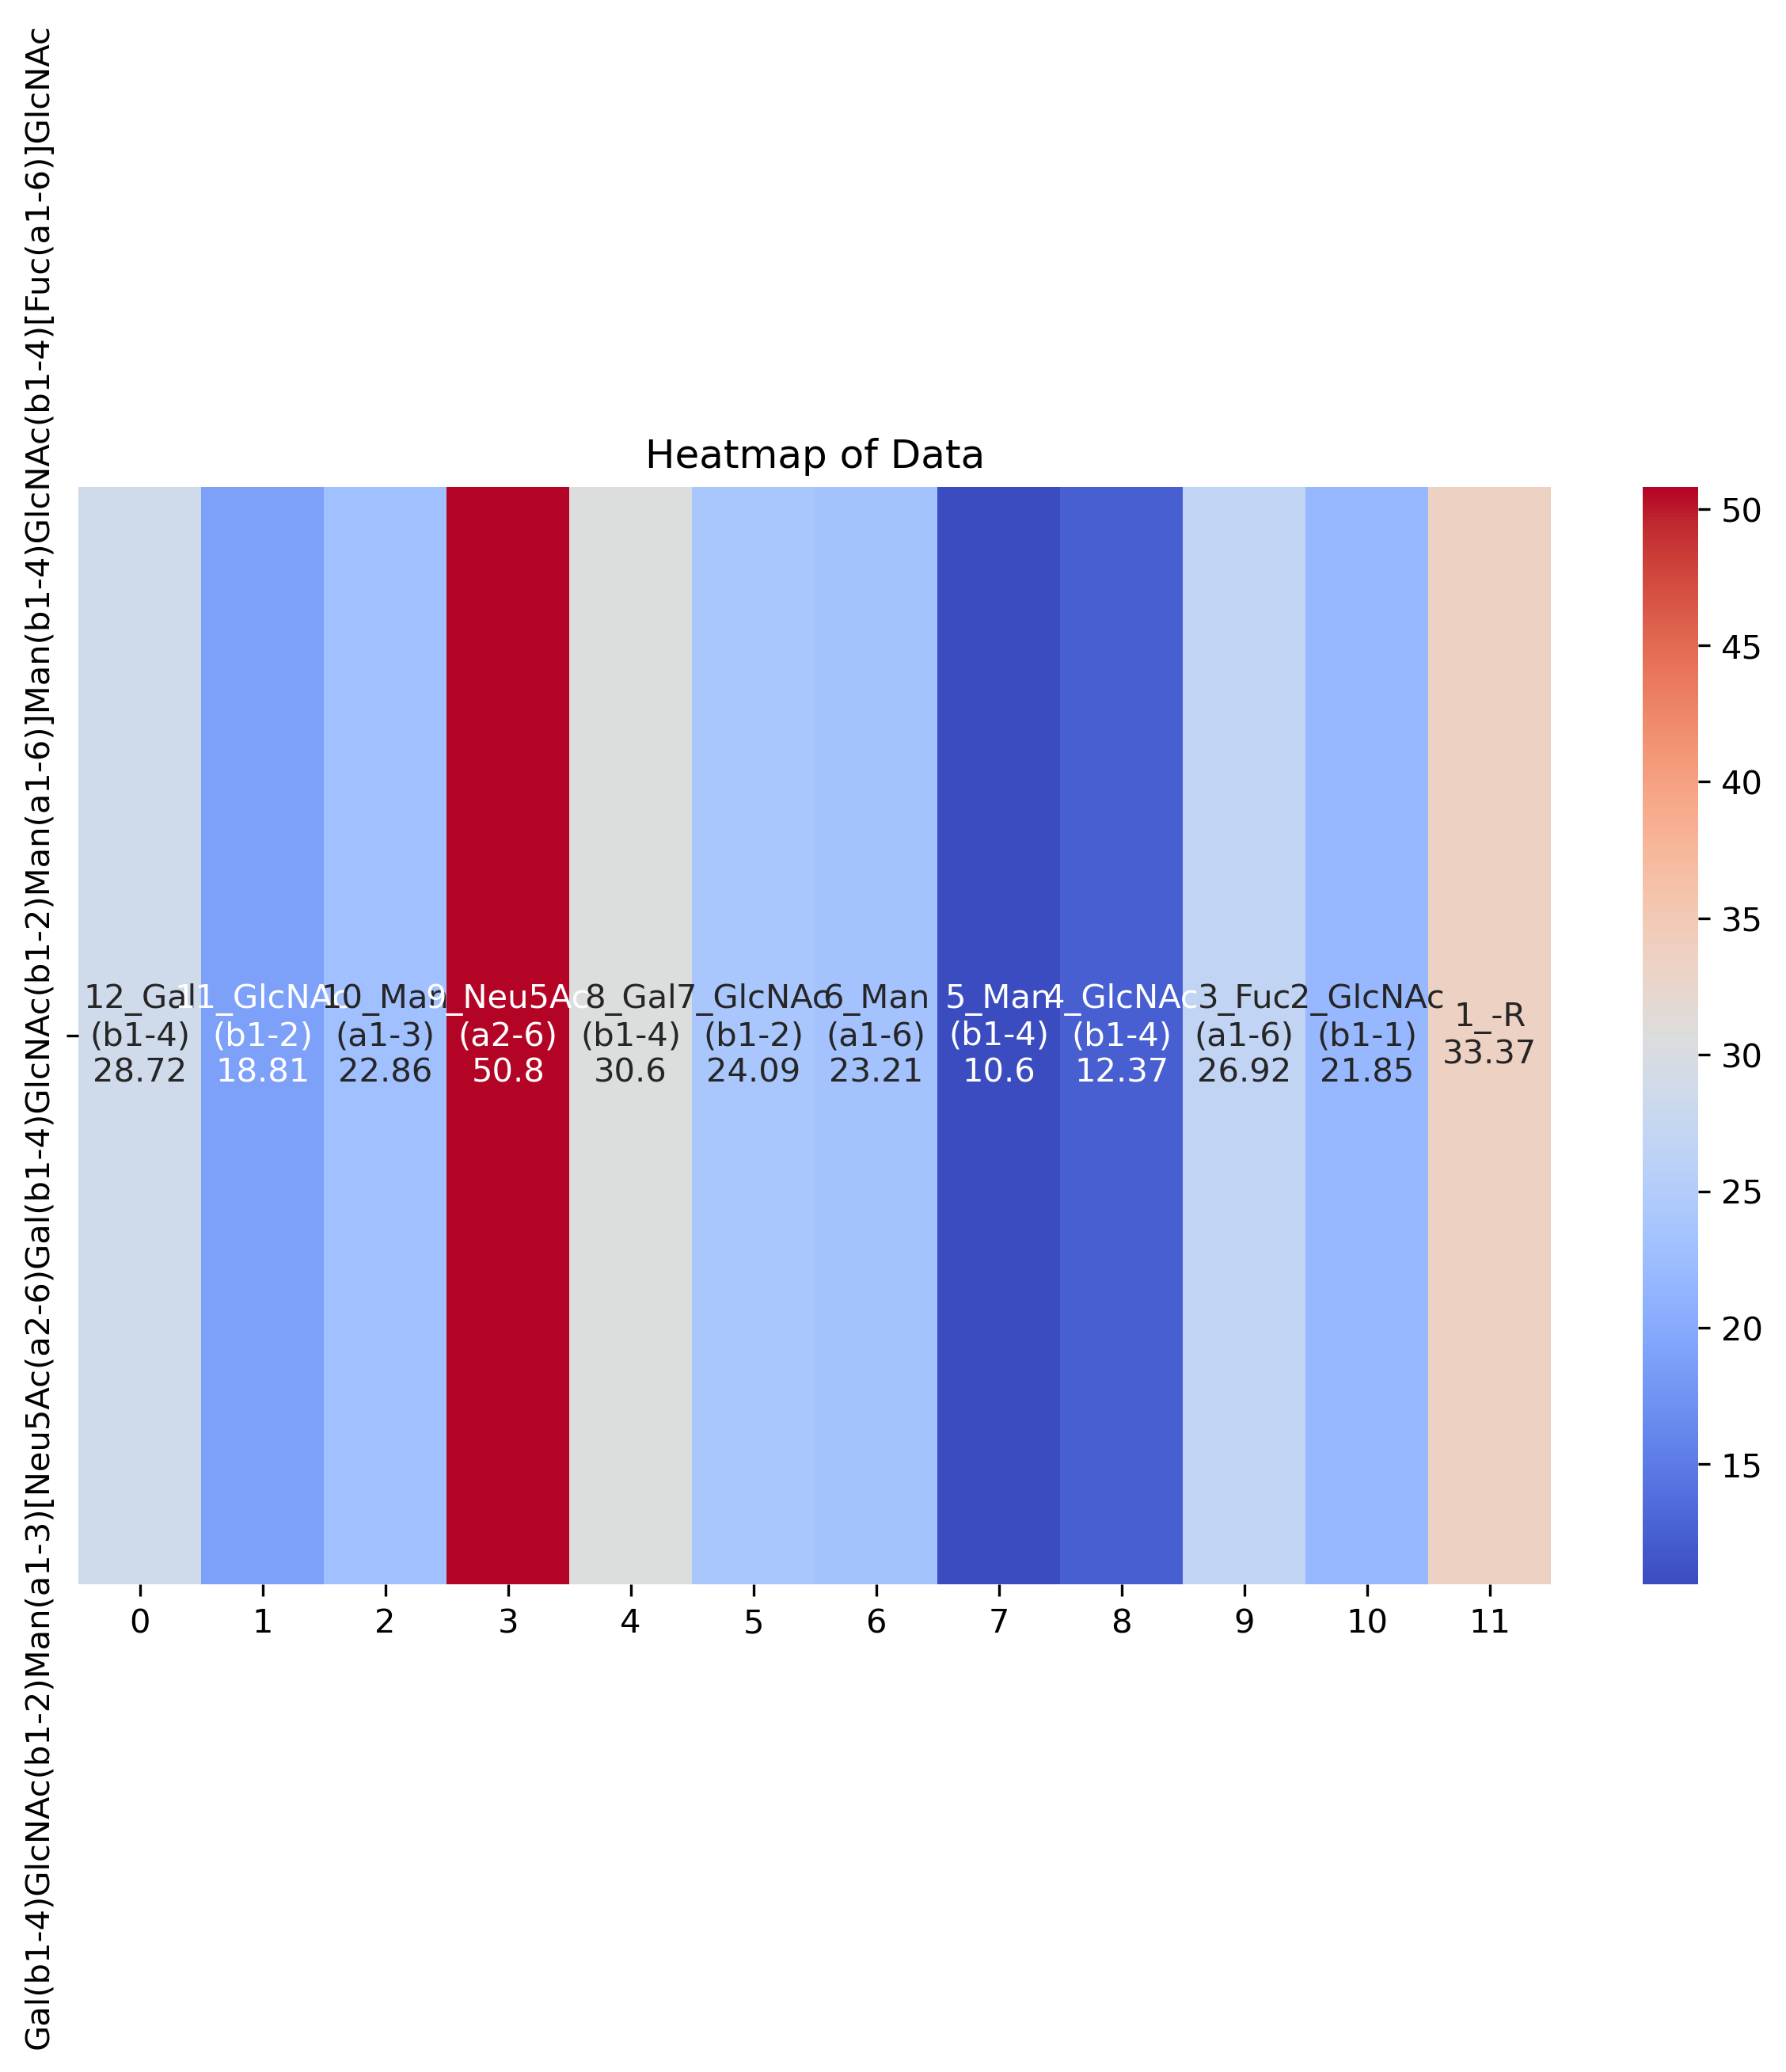 Gal(b1-4)GlcNAc(b1-2)Man(a1-3)[Neu5Ac(a2-6)Gal(b1-4)GlcNAc(b1-2)Man(a1-6)]Man(b1-4)GlcNAc(b1-4)[Fuc(a1-6)]GlcNAc
Heatmap of Data
12_Gal
(b1-4)
28.72
11_GlcNAc
(b1-2)
18.81
10_Man
(a1-3)
22.86
9_Neu5Ac
(a2-6)
50.8
8_Gal
(b1-4)
30.6
7_GlcNAc
(b1-2)
24.09
6_Man
(a1-6)
23.21
5_Man
(b1-4)
10.6
4_GlcNAc
(b1-4)
12.37
3_Fuc
(a1-6)
26.92
2_GlcNAc
(b1-1)
21.85
1_-R
33.37
0 1 2 3 4 5 6 7 8 9 10 11
50
45
40
35
30
25
20
15